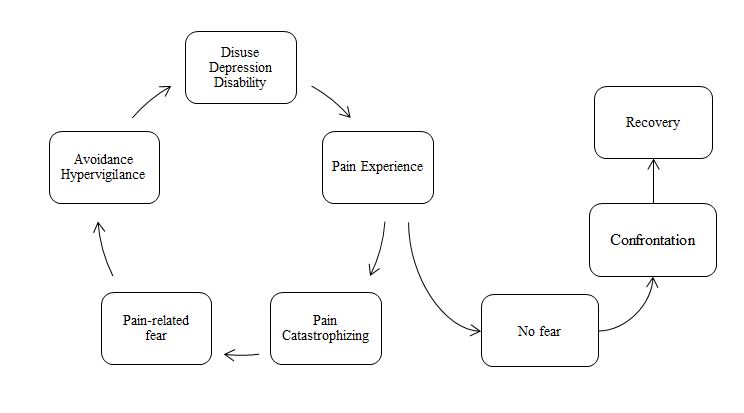 Disuse
Depression
Disability
Recovery
Avoidance
Hypervigilance
Pain Experience
Confrontation
Pain-related
fear
Pain
Catastrophizing
No fear